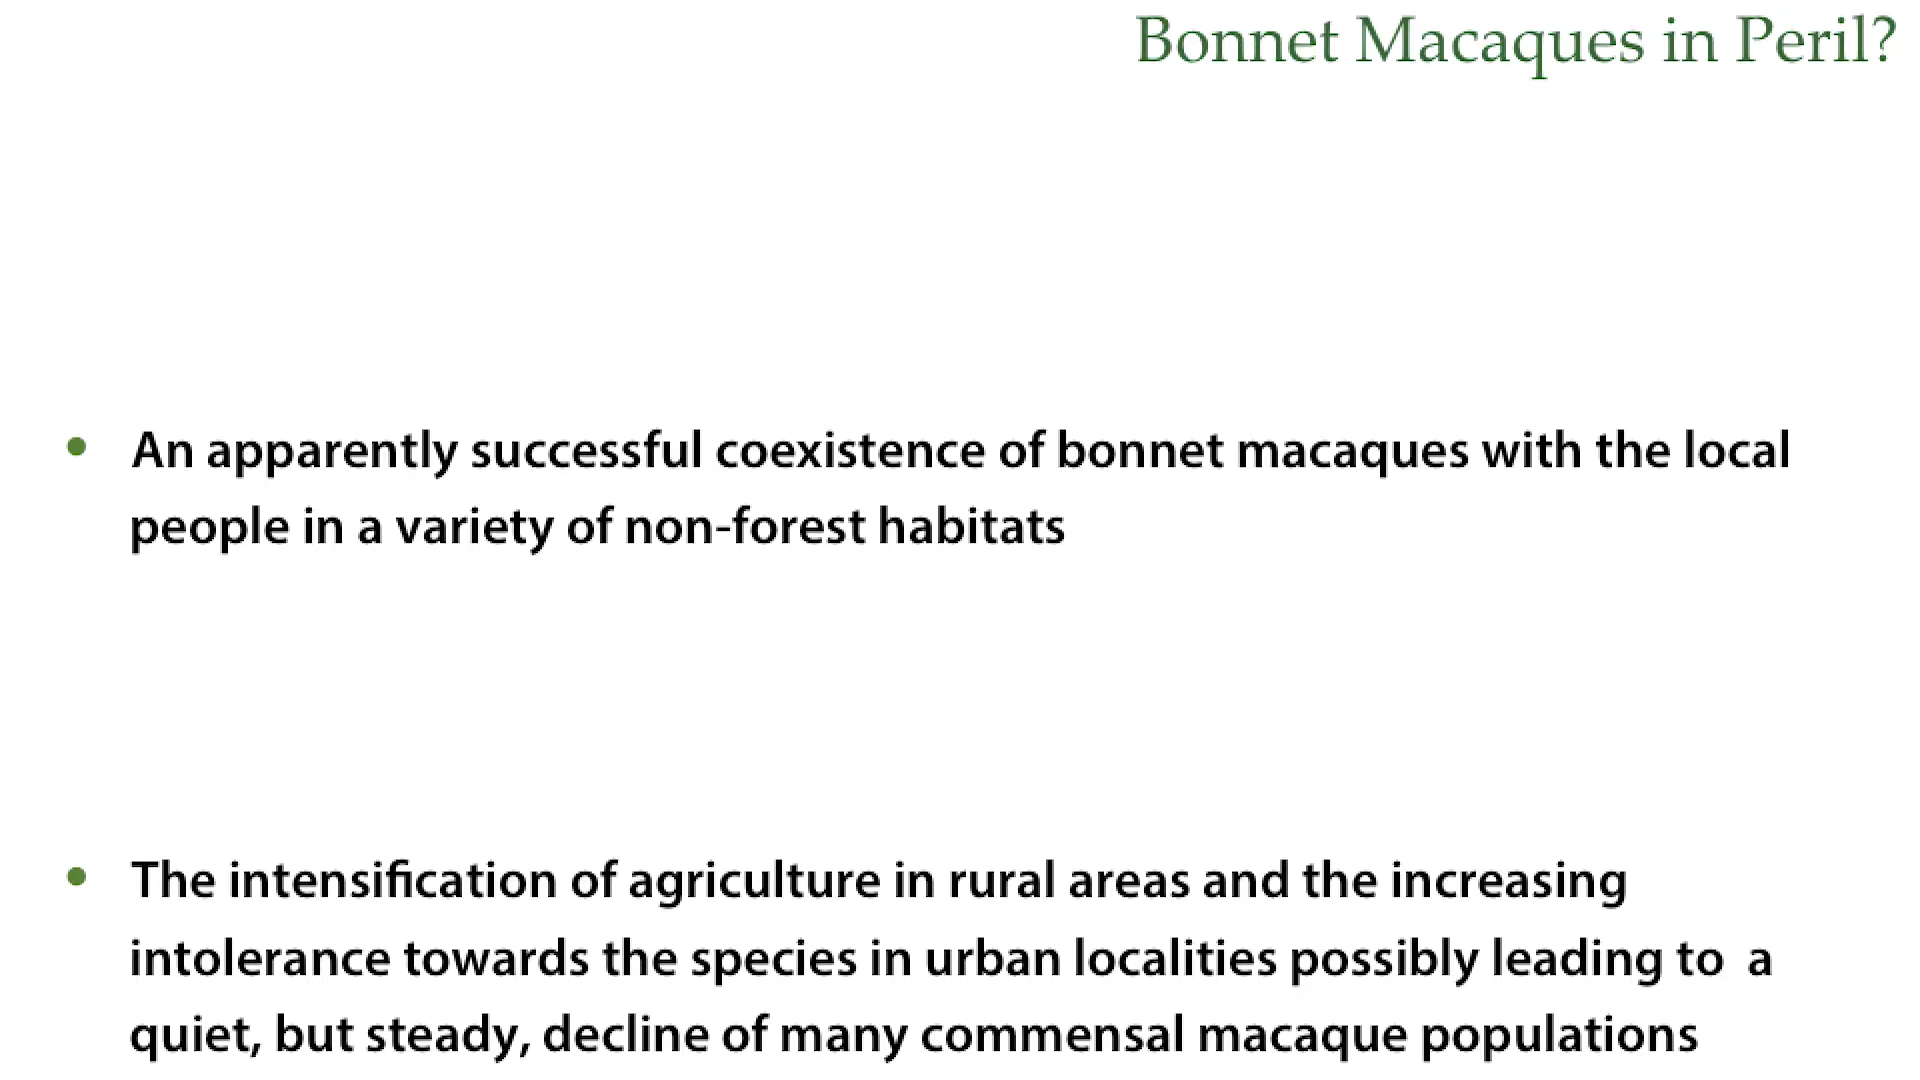 Bonnet Macaques in Peril?
• An apparently successful coexistence of bonnet macaques with the local
people in a variety of non-forest habitats
• The intensification of agriculture in rural areas and the increasing
intolerance towards the species in urban localities possibly leading to a
quiet, but steady, decline of many commensal macaque populations